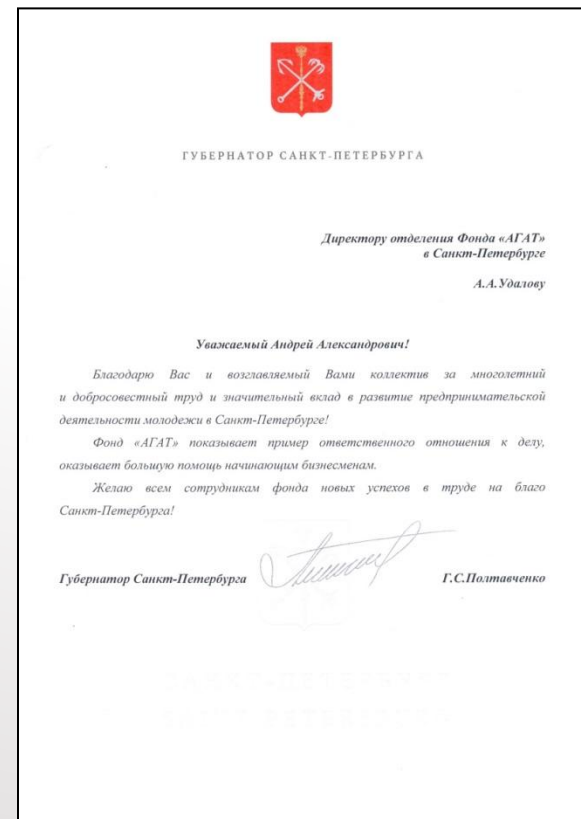 ГУБЕРНАТОР САНКТ-ПЕТЕРБУРГА
Директору отделения Фонда «АГАТ»
в Санкт-Петербурге
А.А.Удалову
Уважаемый Андрей Александрович!
Благодарю Вас и возглавляемый Вами коллектив за многолетний
и добросовестный труд и значительный вклад в развитие предпринимательской
деятельности молодежи в Санкт-Петербурге!
Фонд «АГАТ» показывает пример ответственного отношения к делу,
оказывает большую помощь начинающим бизнесменам.
Желаю всем сотрудникам фонда новых успехов в труде на благо
Санкт-Петербурга!
Губернатор Санкт-Петербурга Г.С.Полтавченко